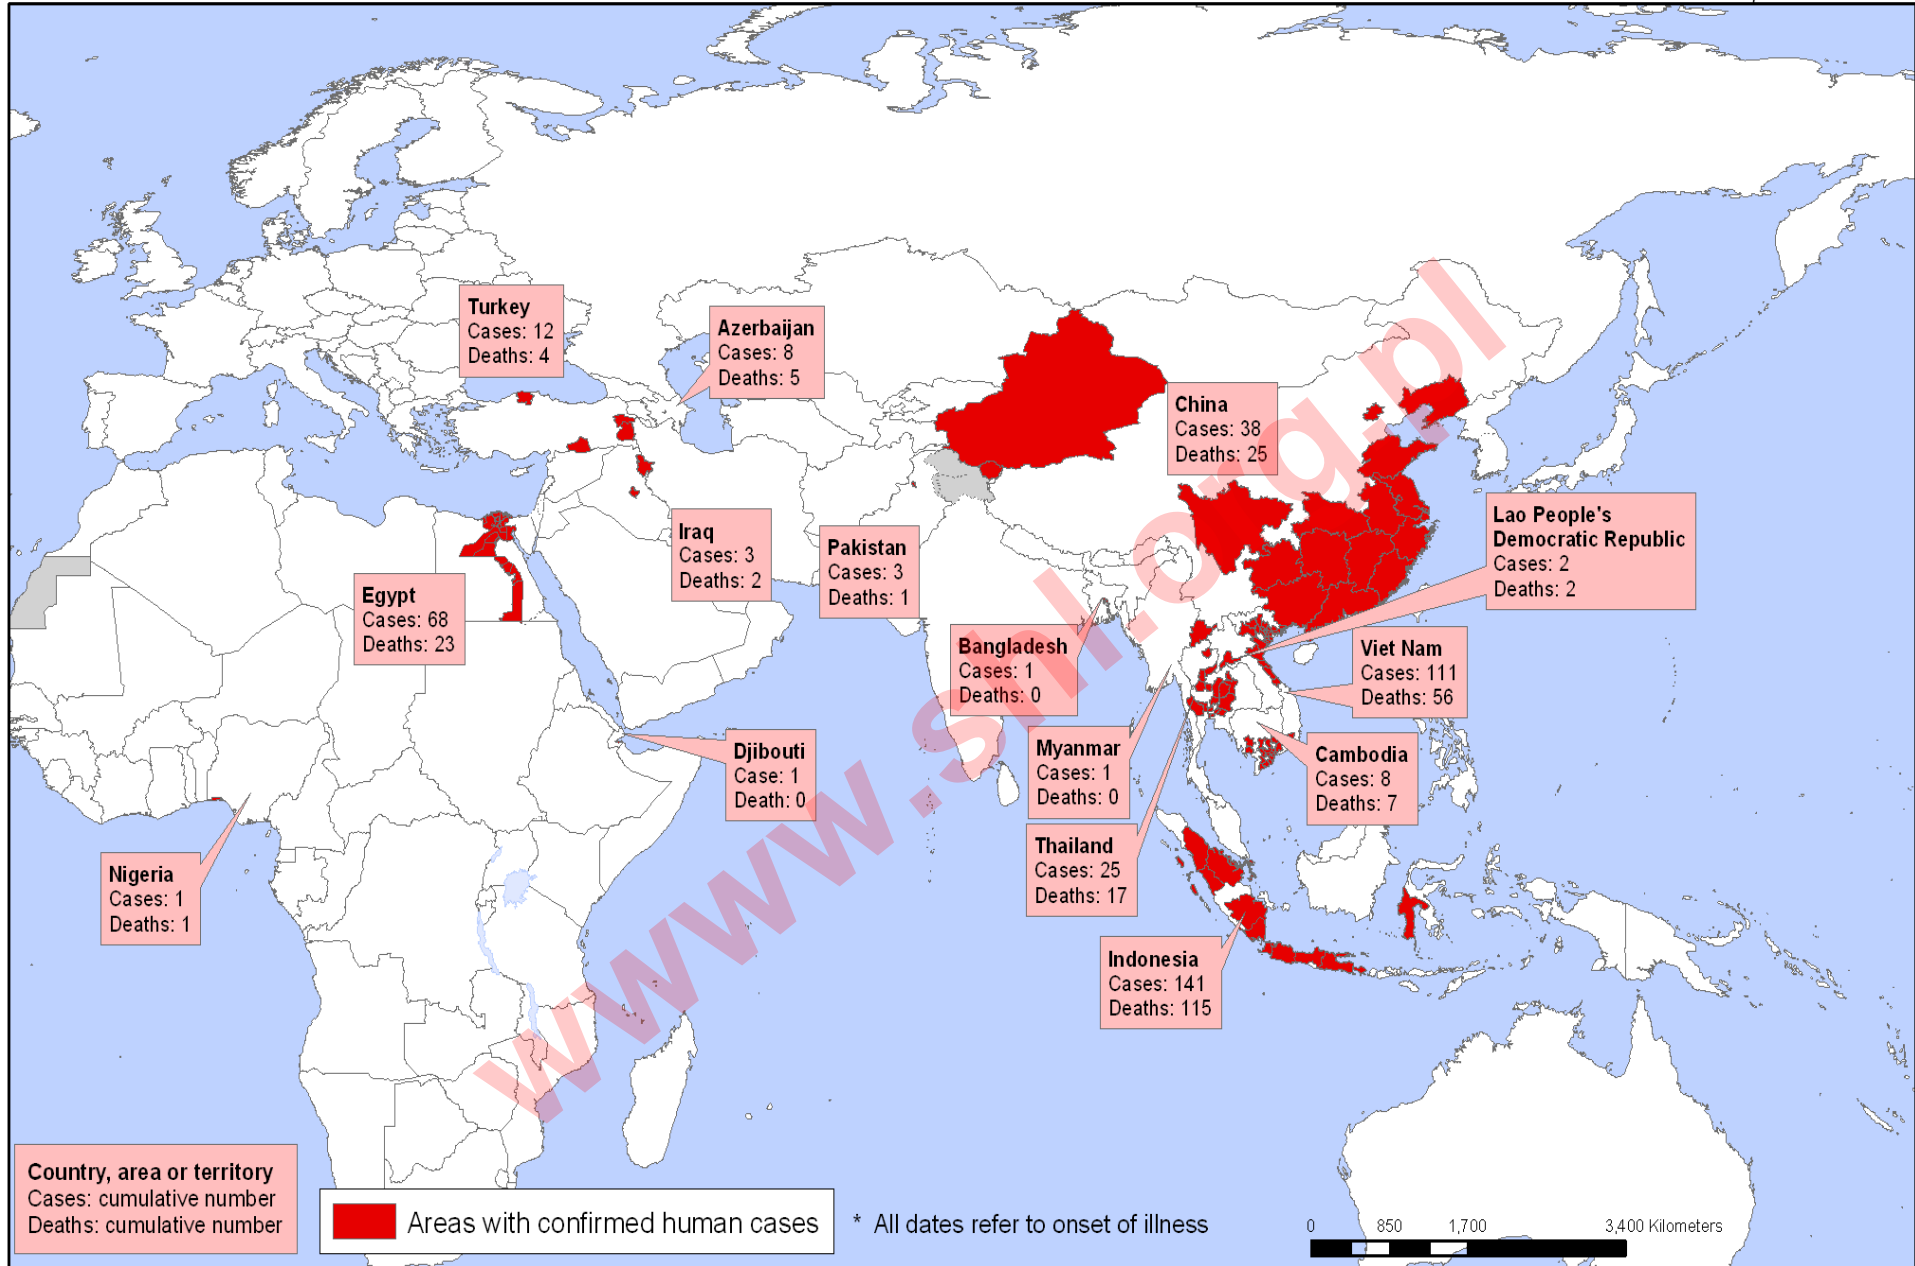 Turkey
Cases: 12
Deaths: 4
Azerbaijan
Cases: 8
Deaths: 5
China
Cases: 38
Deaths: 25
Lao People's
Democratic Republic
Cases: 2
Deaths: 2
Iraq
Cases: 3
Deaths: 2
Pakistan
Cases: 3
Deaths: 1
Egypt
Cases: 68
Deaths: 23
Bangladesh
Cases: 1
Deaths: 0
Viet Nam
Cases: 111
Deaths: 56
Djibouti
Case: 1
Death: 0
Myanmar
Cases: 1
Deaths: 0
Cambodia
Cases: 8
Deaths: 7
Thailand
Cases: 25
Deaths: 17
Nigeria
Cases: 1
Deaths: 1
Indonesia
Cases: 141
Deaths: 115
www.shl.org.pl
Country, area or territory
Cases: cumulative number
Deaths: cumulative number
Areas with confirmed human cases
* All dates refer to onset of illness
0 850 1,700 3,400 Kilometers